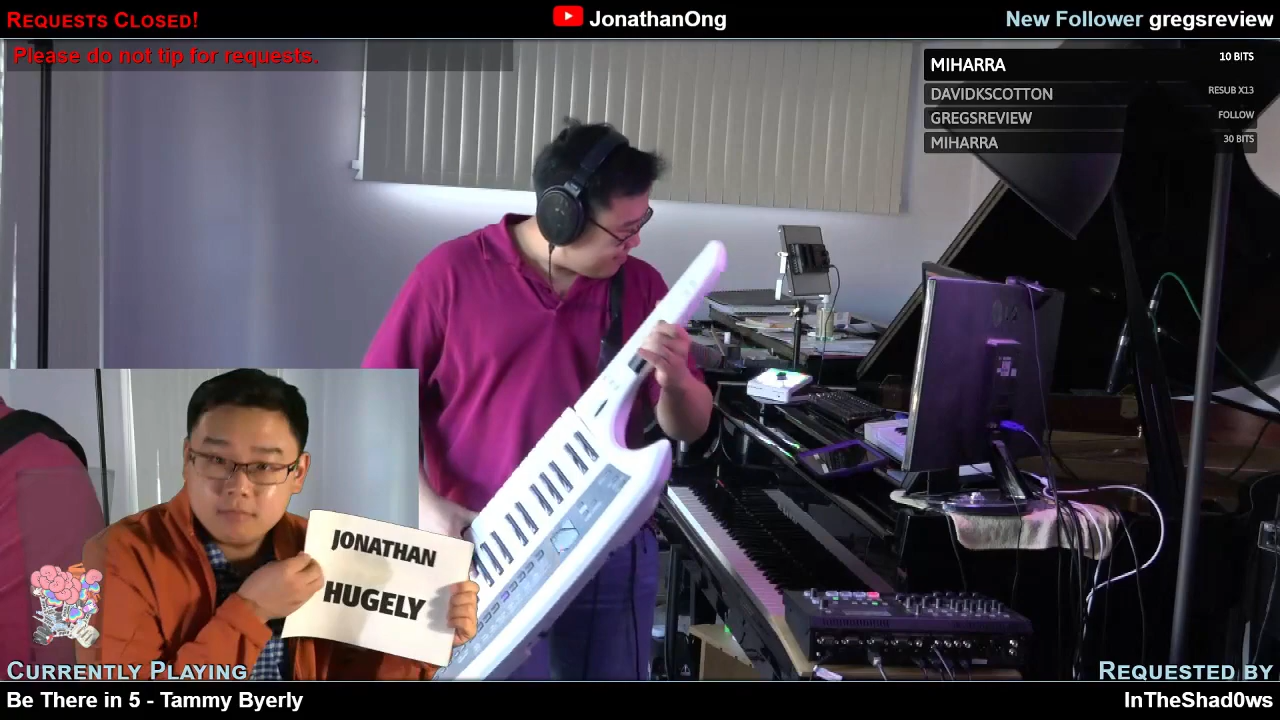 REQUESTS CLOSED!
JonathanOng
New Follower gregsreview
Please do not tip for requests.
MIHARRA 10 BITS
DAVIDKSCOTTON RESUB X13
GREGSREVIEW FOLLOW
MIHARRA 30 BITS
JONATHAN
HUGELY
CURRENTLY PLAYING
REQUESTED BY
Be There in 5 - Tammy Byerly
InTheShad0ws